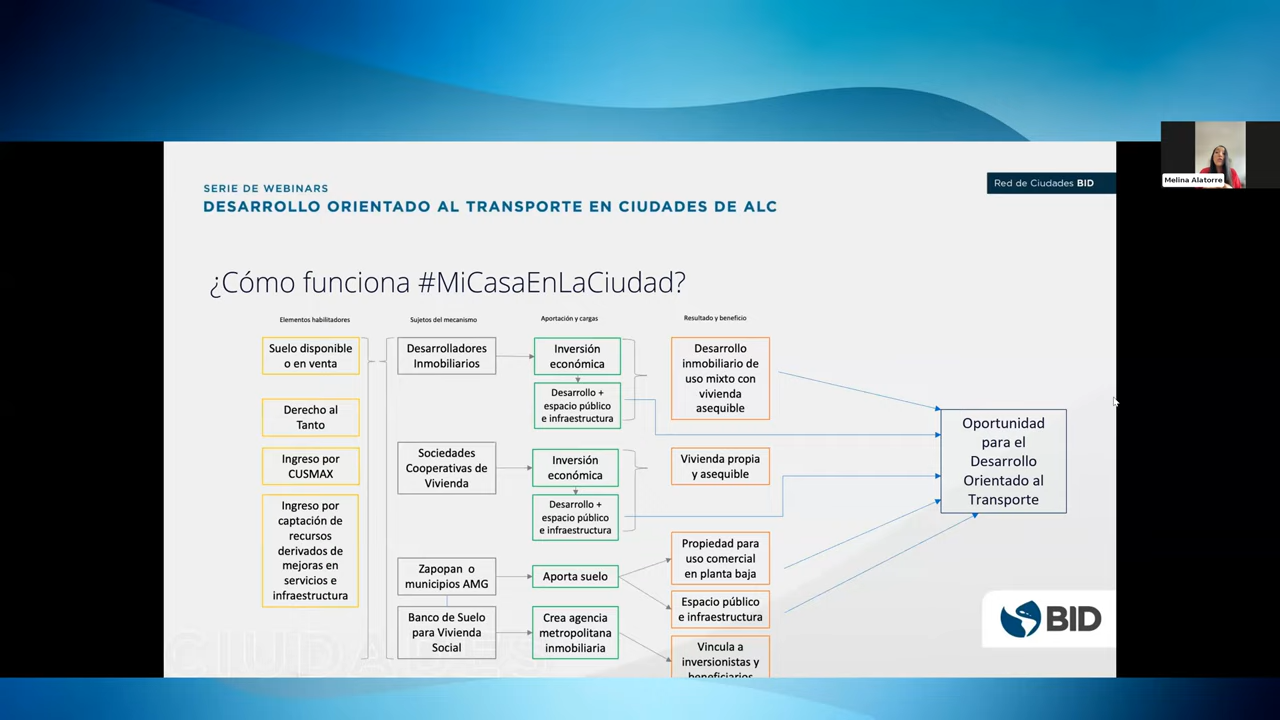 SERIE DE WEBINARS
DESARROLLO ORIENTADO AL TRANSPORTE EN CIUDADES DE ALC
Red de Ciudades BID
Melina Alatorre
¿Cómo funciona #MiCasaEnLaCiudad?
Elementos habilitadores
Suelo disponible
o en venta
Derecho al
Tanto
Ingreso por
CUSMAX
Ingreso por
captación de
recursos
derivados de
mejoras en
servicios e
infraestructura
Sujetos del mecanismo
Desarrolladores
Inmobiliarios
Sociedades
Cooperativas de
Vivienda
Zapopan o
municipios AMG
Banco de Suelo
para Vivienda
Social
Aportación y cargas
Inversión
económica
Desarrollo +
espacio público
e infraestructura
Inversión
económica
Desarrollo +
espacio público
e infraestructura
Aporta suelo
Crea agencia
metropolitana
inmobiliaria
Resultado y beneficio
Desarrollo
inmobiliario de
uso mixto con
vivienda
asequible
Vivienda propia
y asequible
Propiedad para
uso comercial
en planta baja
Espacio público
e infraestructura
Vincula a
inversionistas y
beneficiarios
Oportunidad
para el
Desarrollo
Orientado al
Transporte
BID
CIUDADES